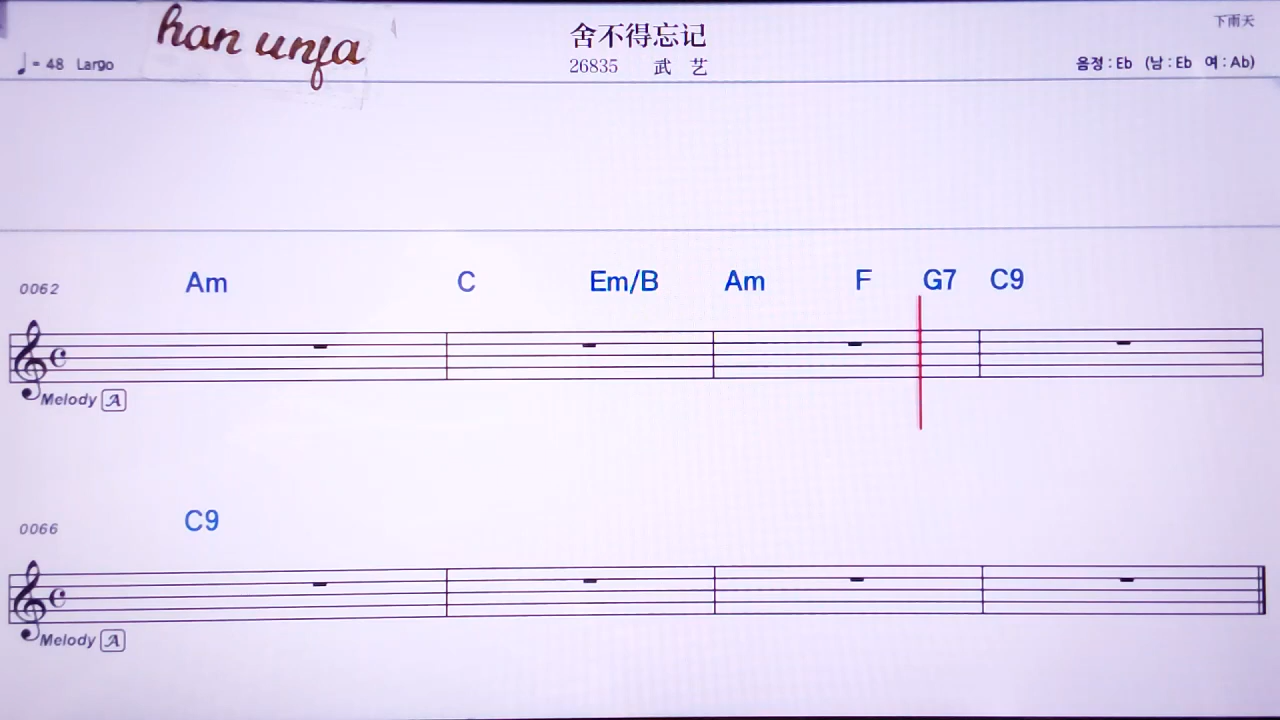 han unja
舍不得忘记
下雨天
♩= 48 Largo
26835 武 艺
음정 : Eb (남 : Eb 여 : Ab)
0062 Am C Em/B Am F G7 C9
Melody A
0066 C9
Melody A